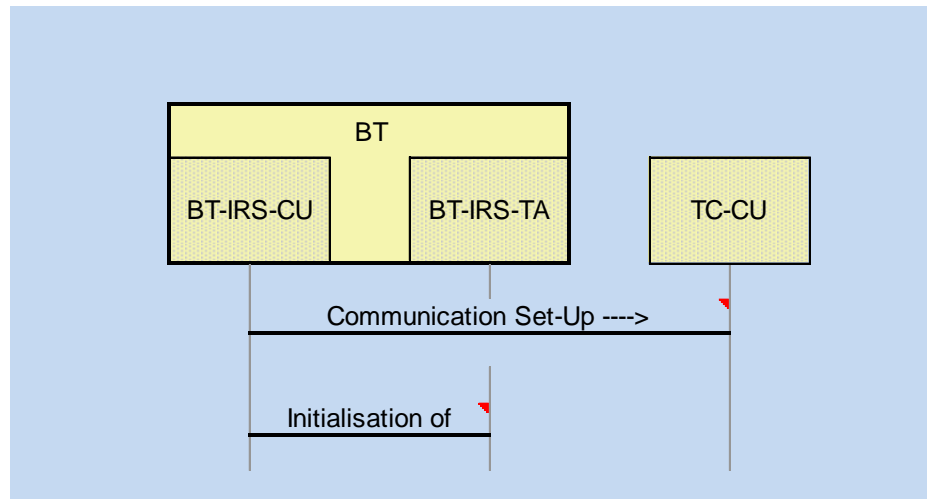 BT
BT-IRS-CU
BT-IRS-TA
TC-CU
Communication Set-Up ---->
Initialisation of